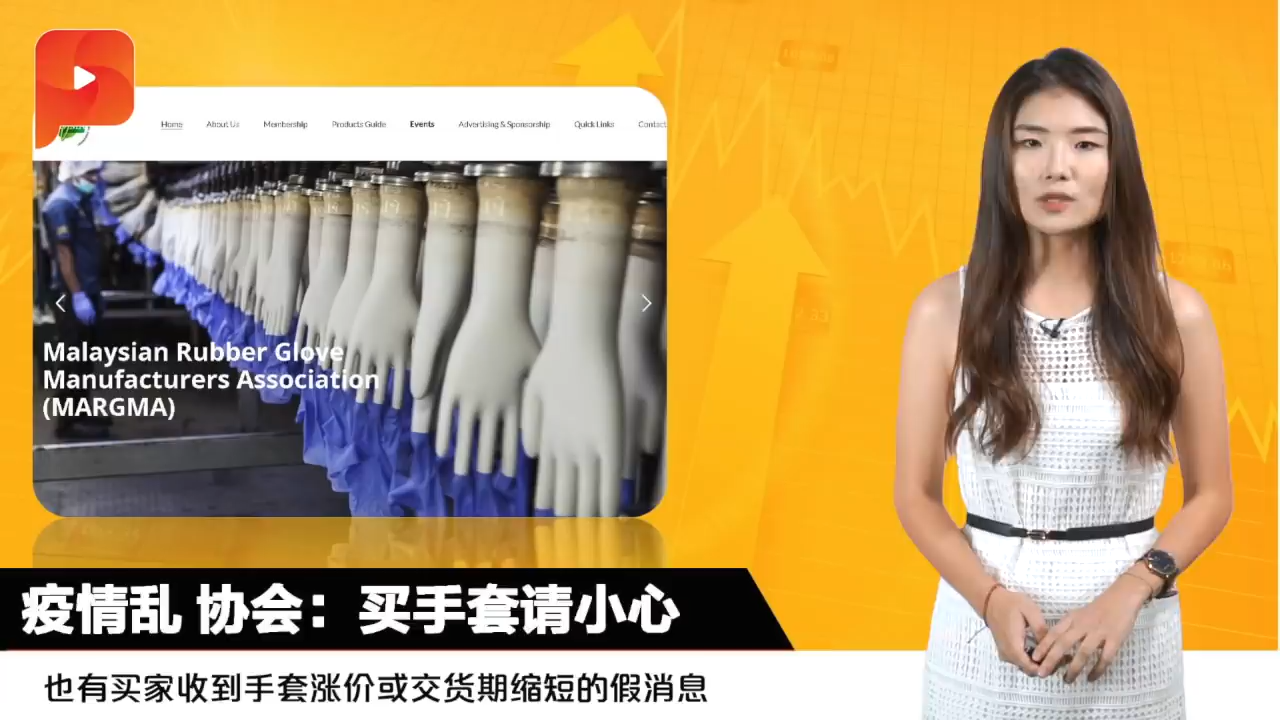 Home About Us Membership Products Guide Events Advertising & Sponsorship Quick Links Contact
Malaysian Rubber Glove
Manufacturers Association
(MARGMA)
疫情乱 协会：买手套请小心
也有买家收到手套涨价或交货期缩短的假消息